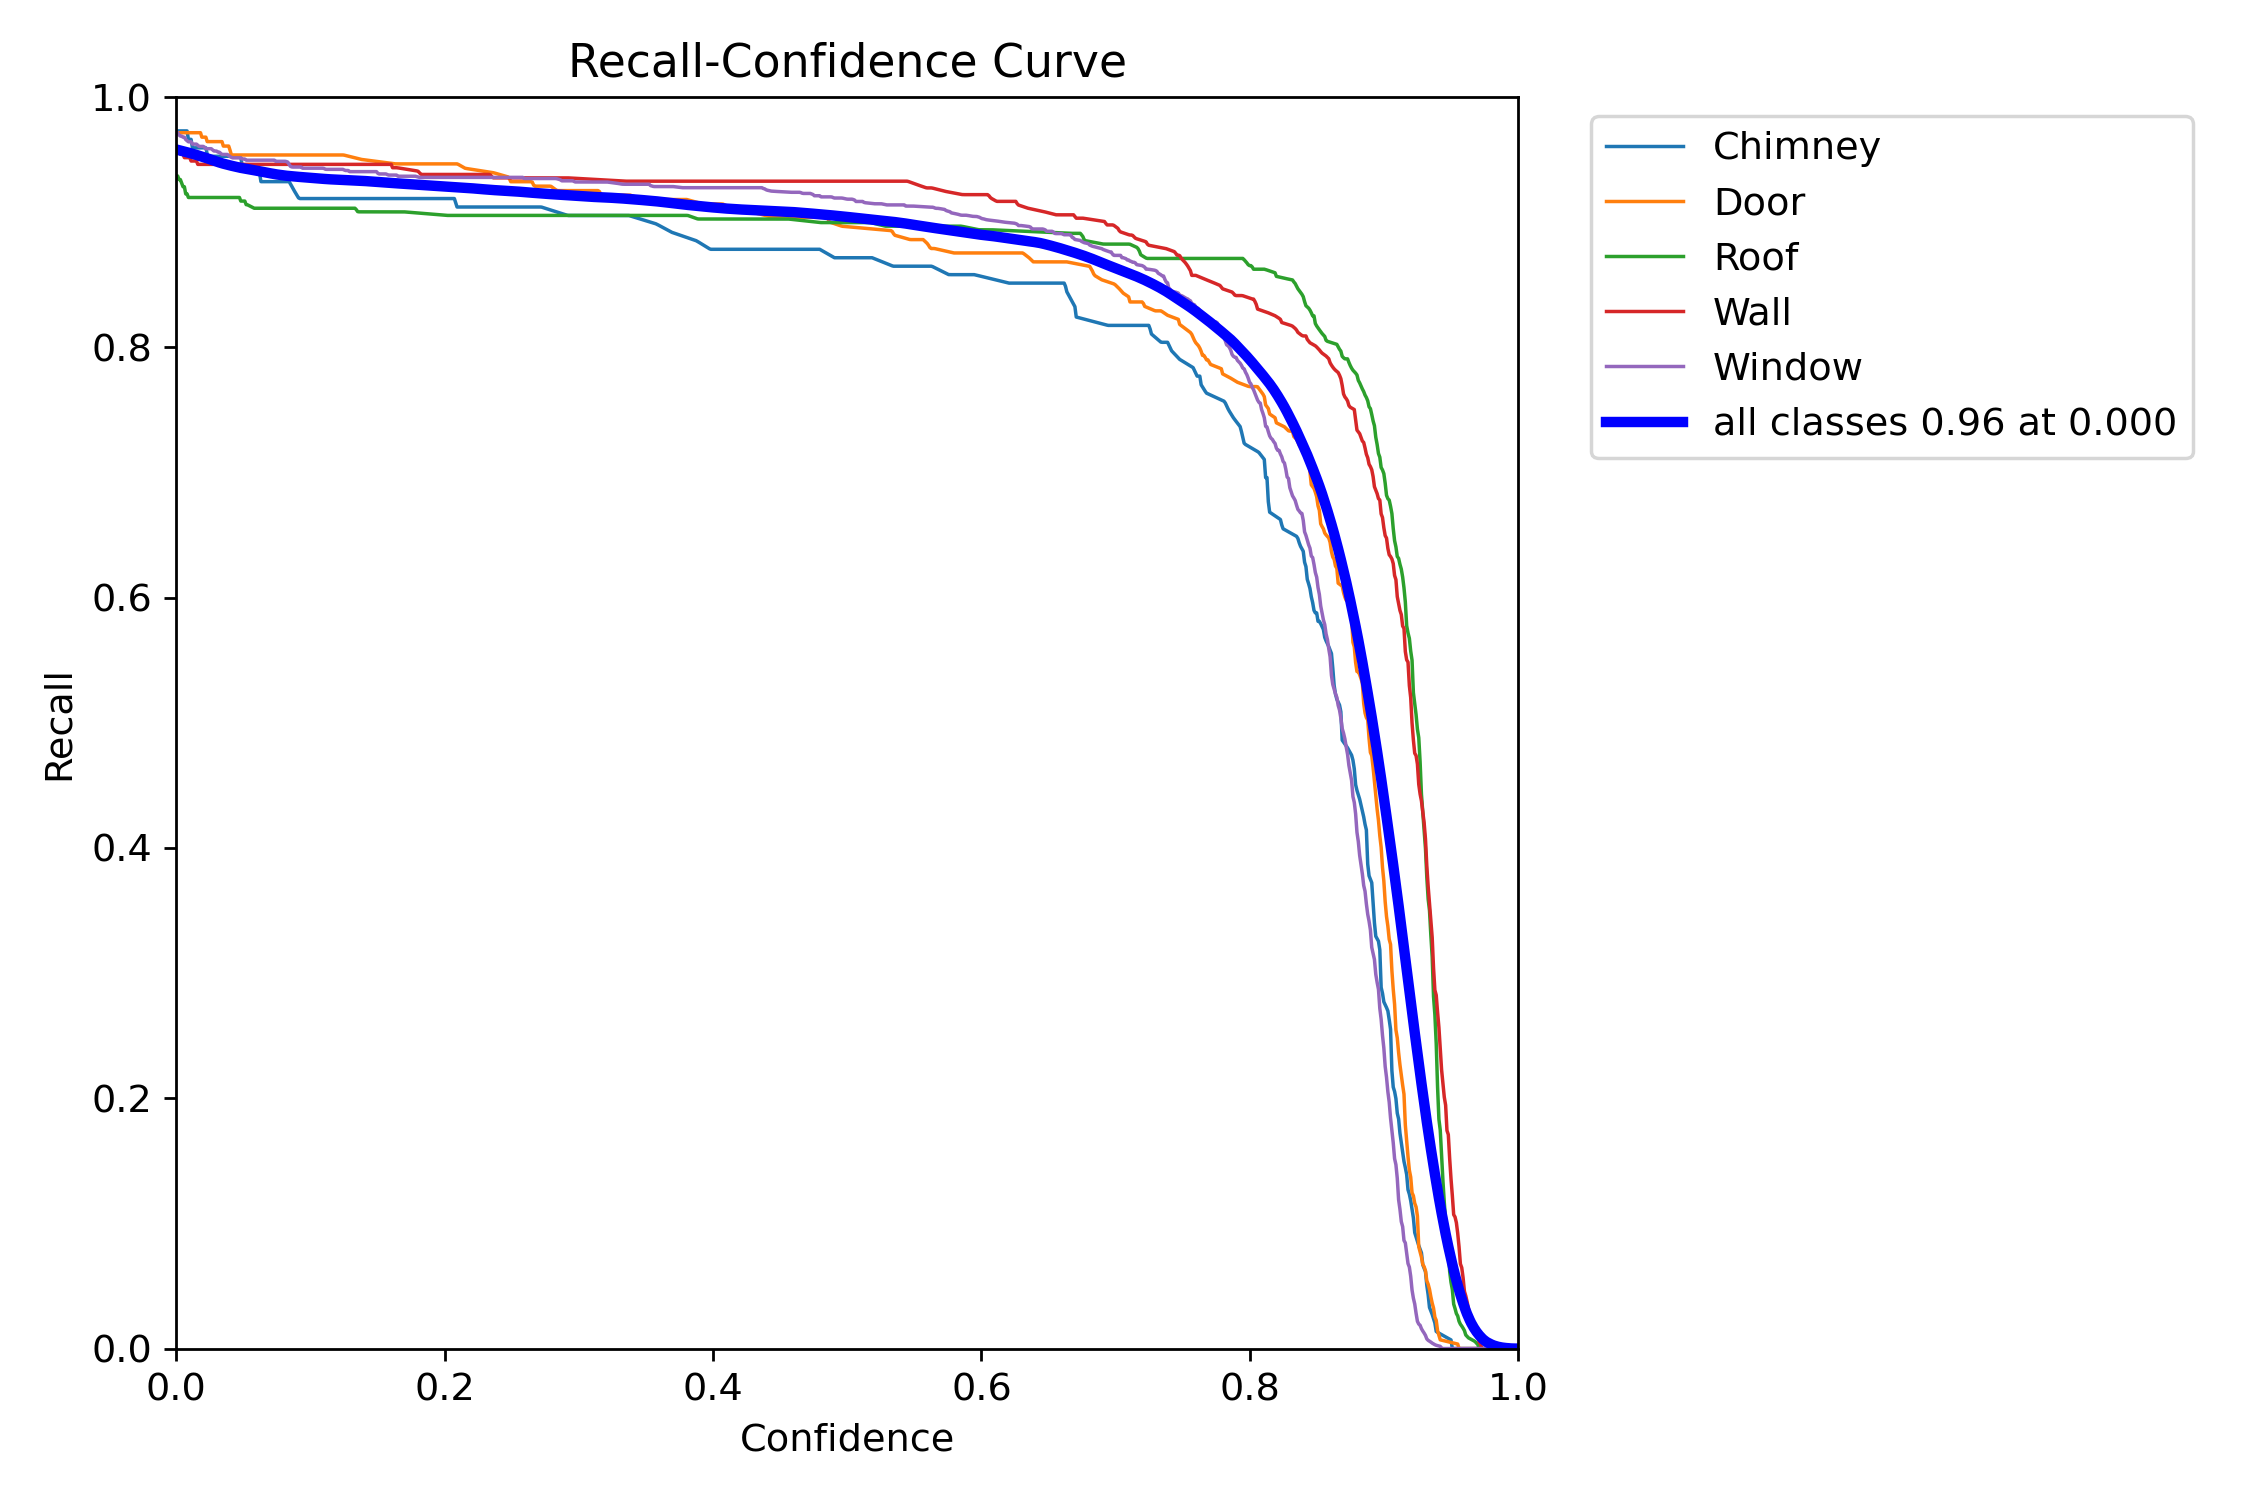 Recall-Confidence Curve
1.0
0.8
0.6
0.4
0.2
0.0
Recall
0.0 0.2 0.4 0.6 0.8 1.0
Confidence
Chimney
Door
Roof
Wall
Window
all classes 0.96 at 0.000